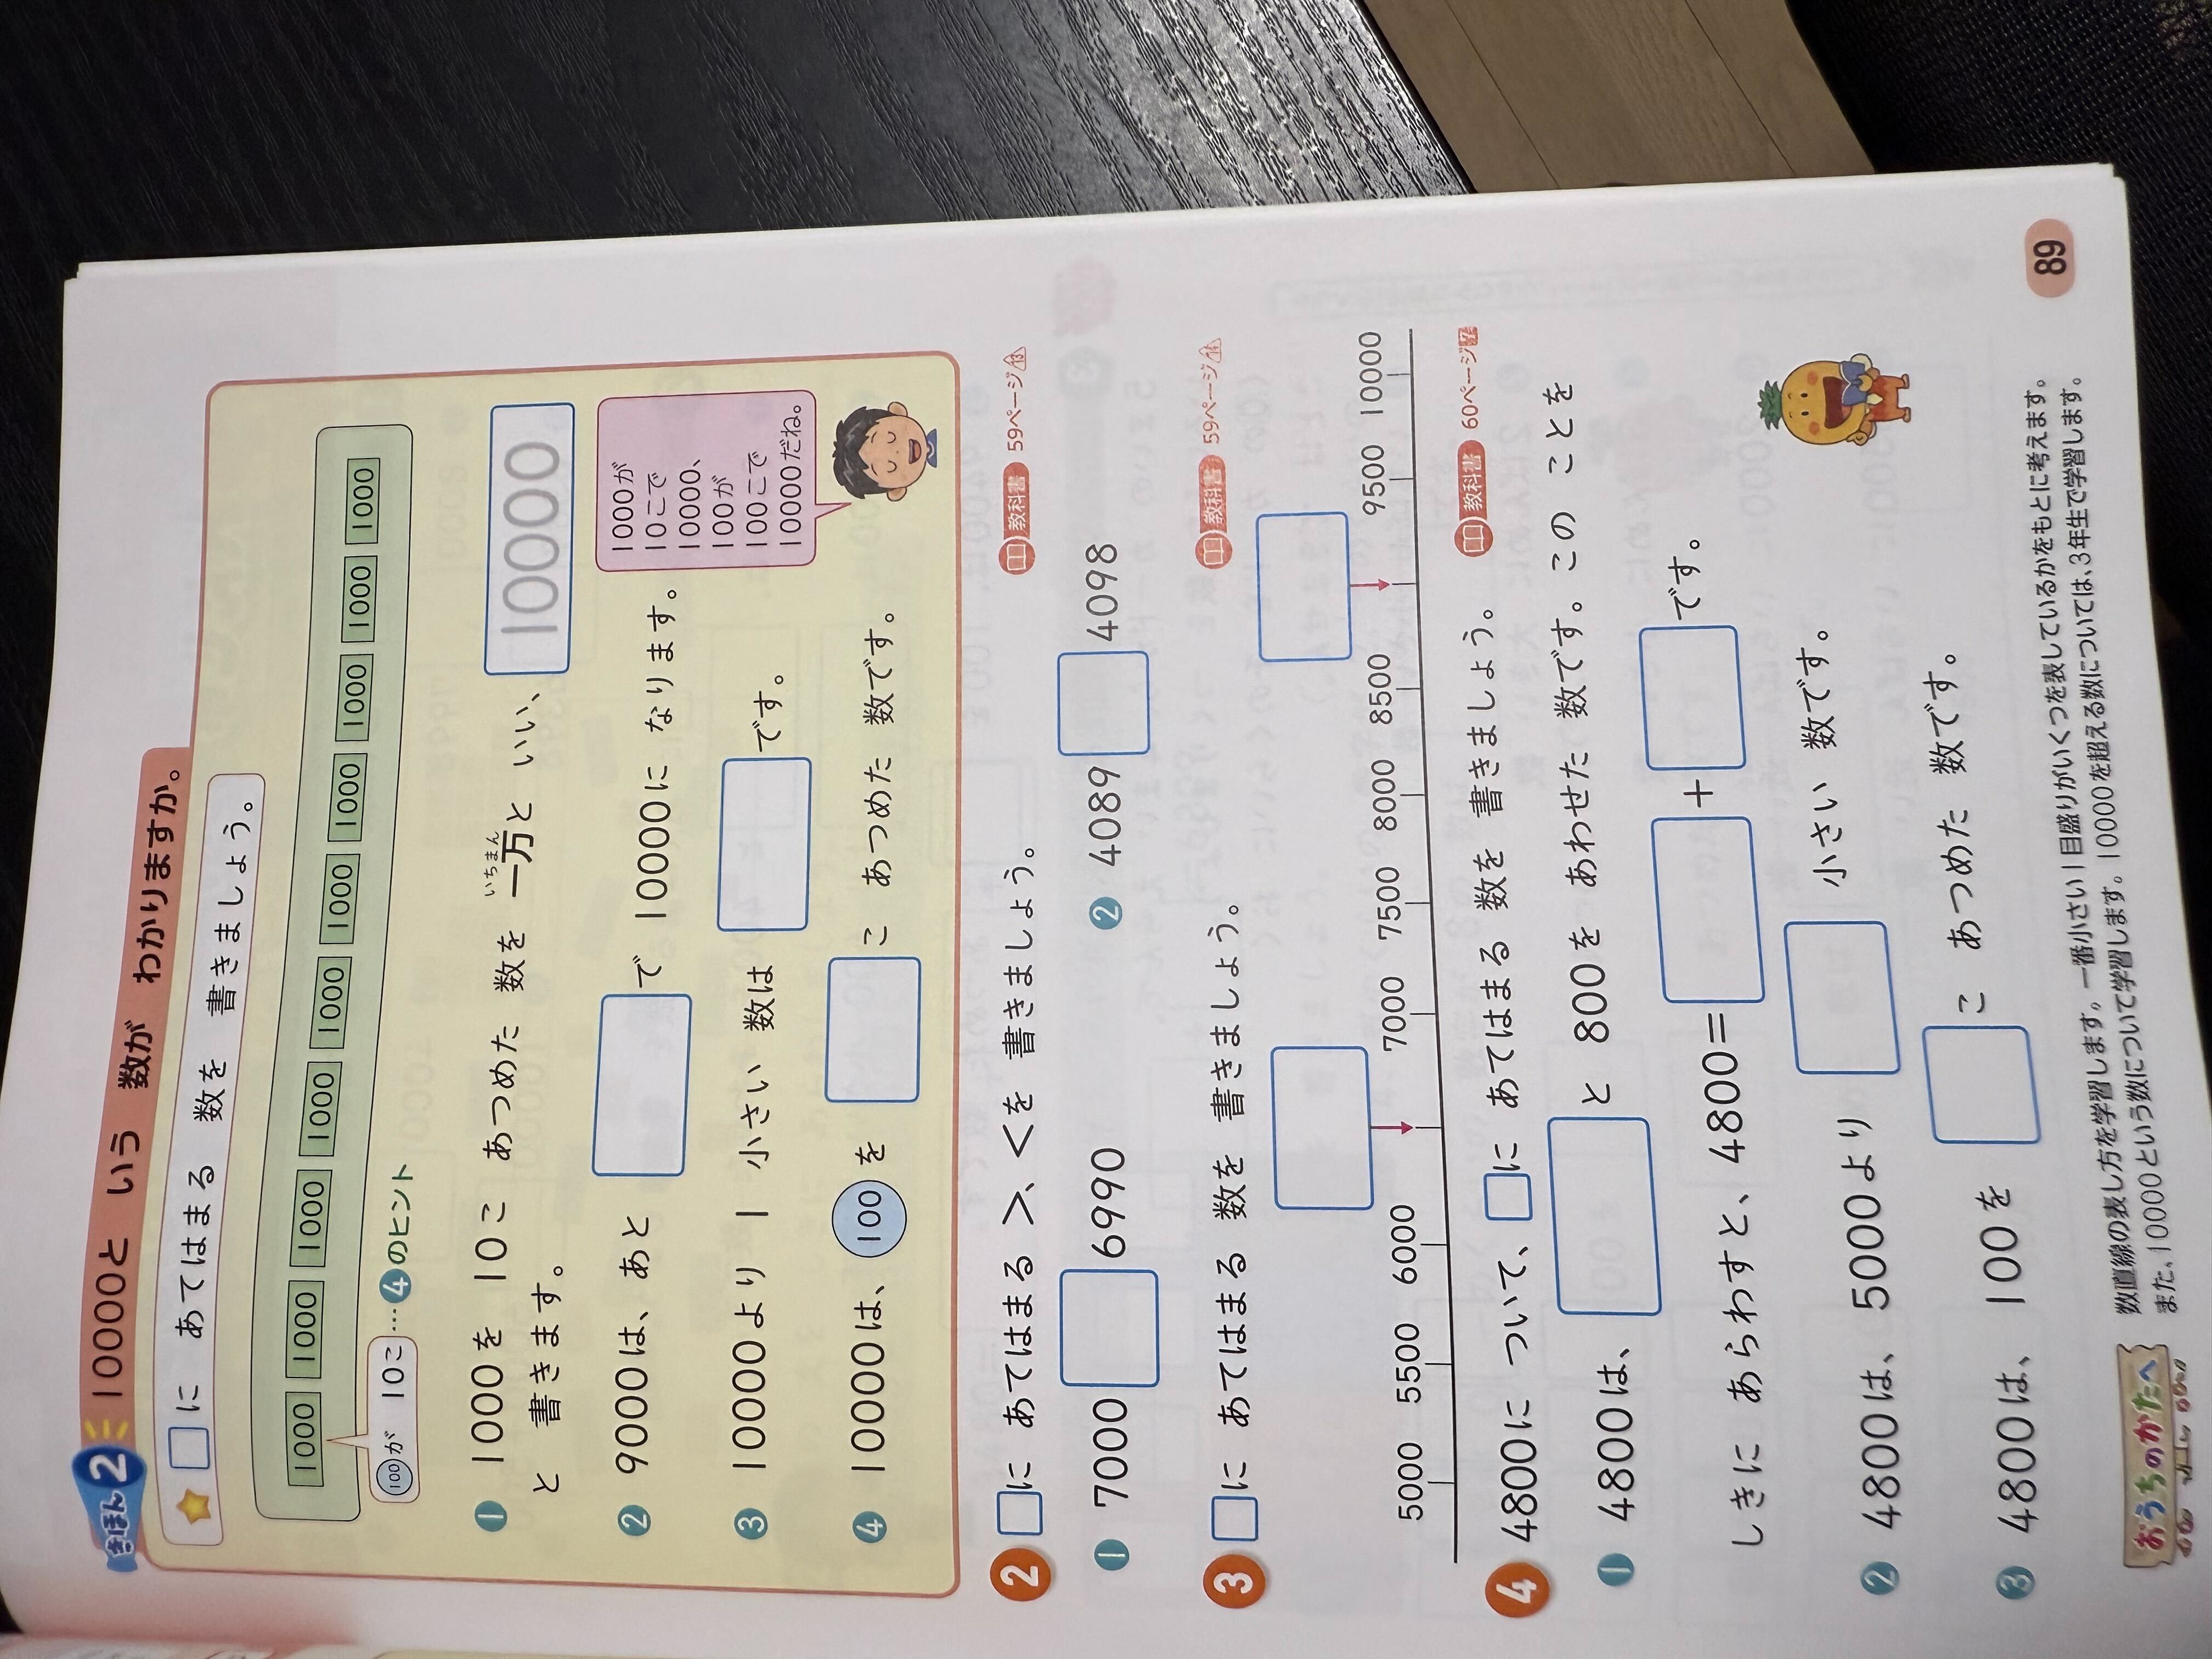 きほん2 10000と いう 数が わかりますか。
☆ □に あてはまる 数を 書きましょう。
1000 1000 1000 1000 1000 1000 1000 1000 1000 1000
100が 10こ…❹のヒント
❶ 1000を 10こ あつめた 数を 一万と いい、 10000
いちまん
と 書きます。
❷ 9000は、あと □ で 10000に なります。
1000が
10こで
10000、
100が
100こで
10000だね。
❸ 10000より 1 小さい 数は □ です。
❹ 10000は、100を □ こ あつめた 数です。
2 □に あてはまる >、<を 書きましょう。 教科書 59ページ
❶ 7000 □ 6990 ❷ 4089 □ 4098
3 □に あてはまる 数を 書きましょう。 教科書 59ページ
5000 5500 6000 7000 7500 8000 8500 9500 10000
4 4800に ついて、□に あてはまる 数を 書きましょう。 教科書 60ページ
❶ 4800は、 □ と 800を あわせた 数です。この ことを
しきに あらわすと、4800= □ + □ です。
❷ 4800は、5000より □ 小さい 数です。
❸ 4800は、100を □ こ あつめた 数です。
おうちのかたへ
数直線の表し方を学習します。一番小さい1目盛りがいくつを表しているかをもとに考えます。
また、10000という数について学習します。10000を超える数については、3年生で学習します。
89